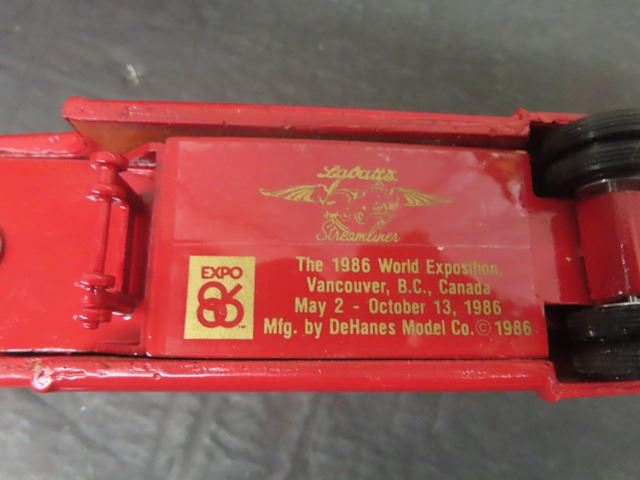 Labatt's
Streamliner
EXPO
86
™
The 1986 World Exposition,
Vancouver, B.C., Canada
May 2 - October 13, 1986
Mfg. by DeHanes Model Co. © 1986